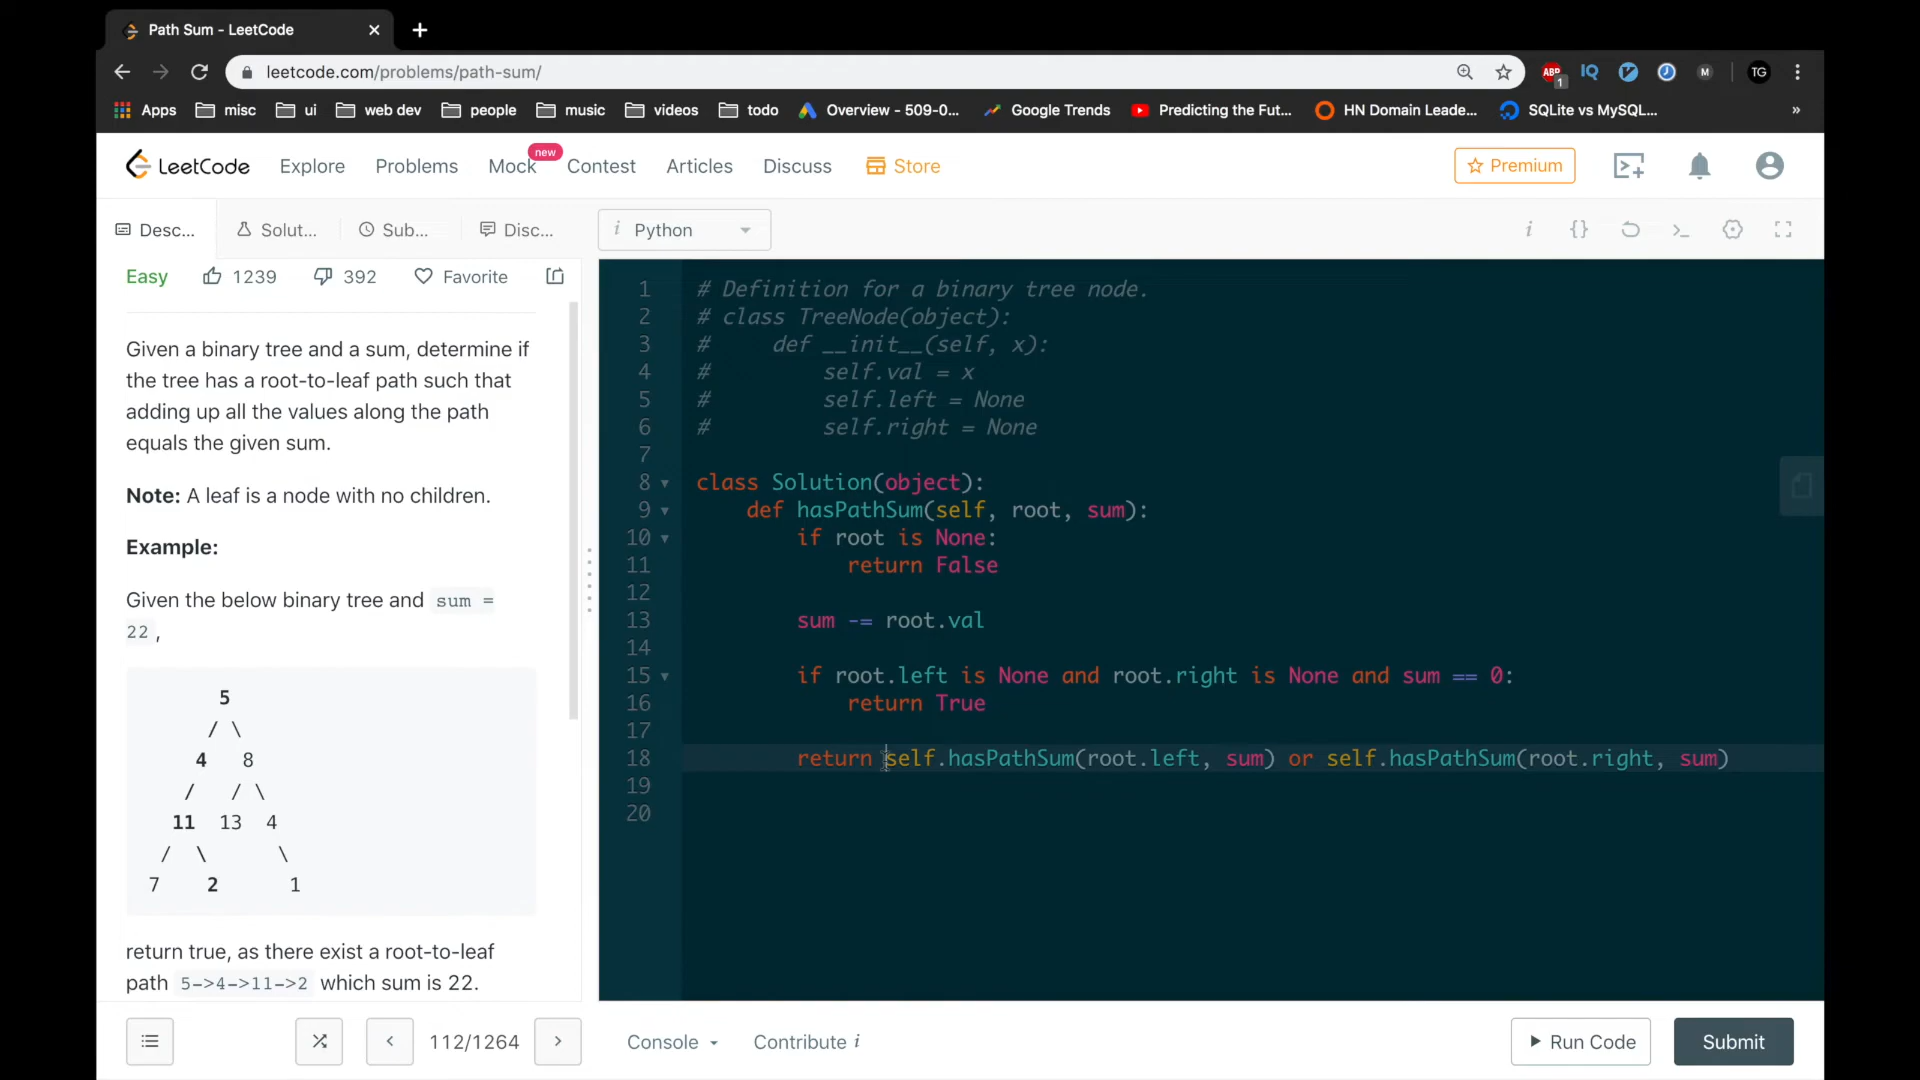 Path Sum - LeetCode
leetcode.com/problems/path-sum/
ABP 1 IQ M TG
Apps misc ui web dev people music videos todo Overview - 509-0... Google Trends Predicting the Fut... HN Domain Leade... SQLite vs MySQL... »
LeetCode Explore Problems Mock new Contest Articles Discuss Store Premium
Desc... Solut... Sub... Disc... i Python i {} >_
Easy 1239 392 Favorite
Given a binary tree and a sum, determine if
the tree has a root-to-leaf path such that
adding up all the values along the path
equals the given sum.
Note: A leaf is a node with no children.
Example:
Given the below binary tree and sum =
22 ,
5
/ \
4 8
/ / \
11 13 4
/ \ \
7 2 1
return true, as there exist a root-to-leaf
path 5->4->11->2 which sum is 22.
1 # Definition for a binary tree node.
2 # class TreeNode(object):
3 #     def __init__(self, x):
4 #         self.val = x
5 #         self.left = None
6 #         self.right = None
7
8 class Solution(object):
9     def hasPathSum(self, root, sum):
10         if root is None:
11             return False
12
13         sum -= root.val
14
15         if root.left is None and root.right is None and sum == 0:
16             return True
17
18         return self.hasPathSum(root.left, sum) or self.hasPathSum(root.right, sum)
19
20
< 112/1264 > Console Contribute i Run Code Submit